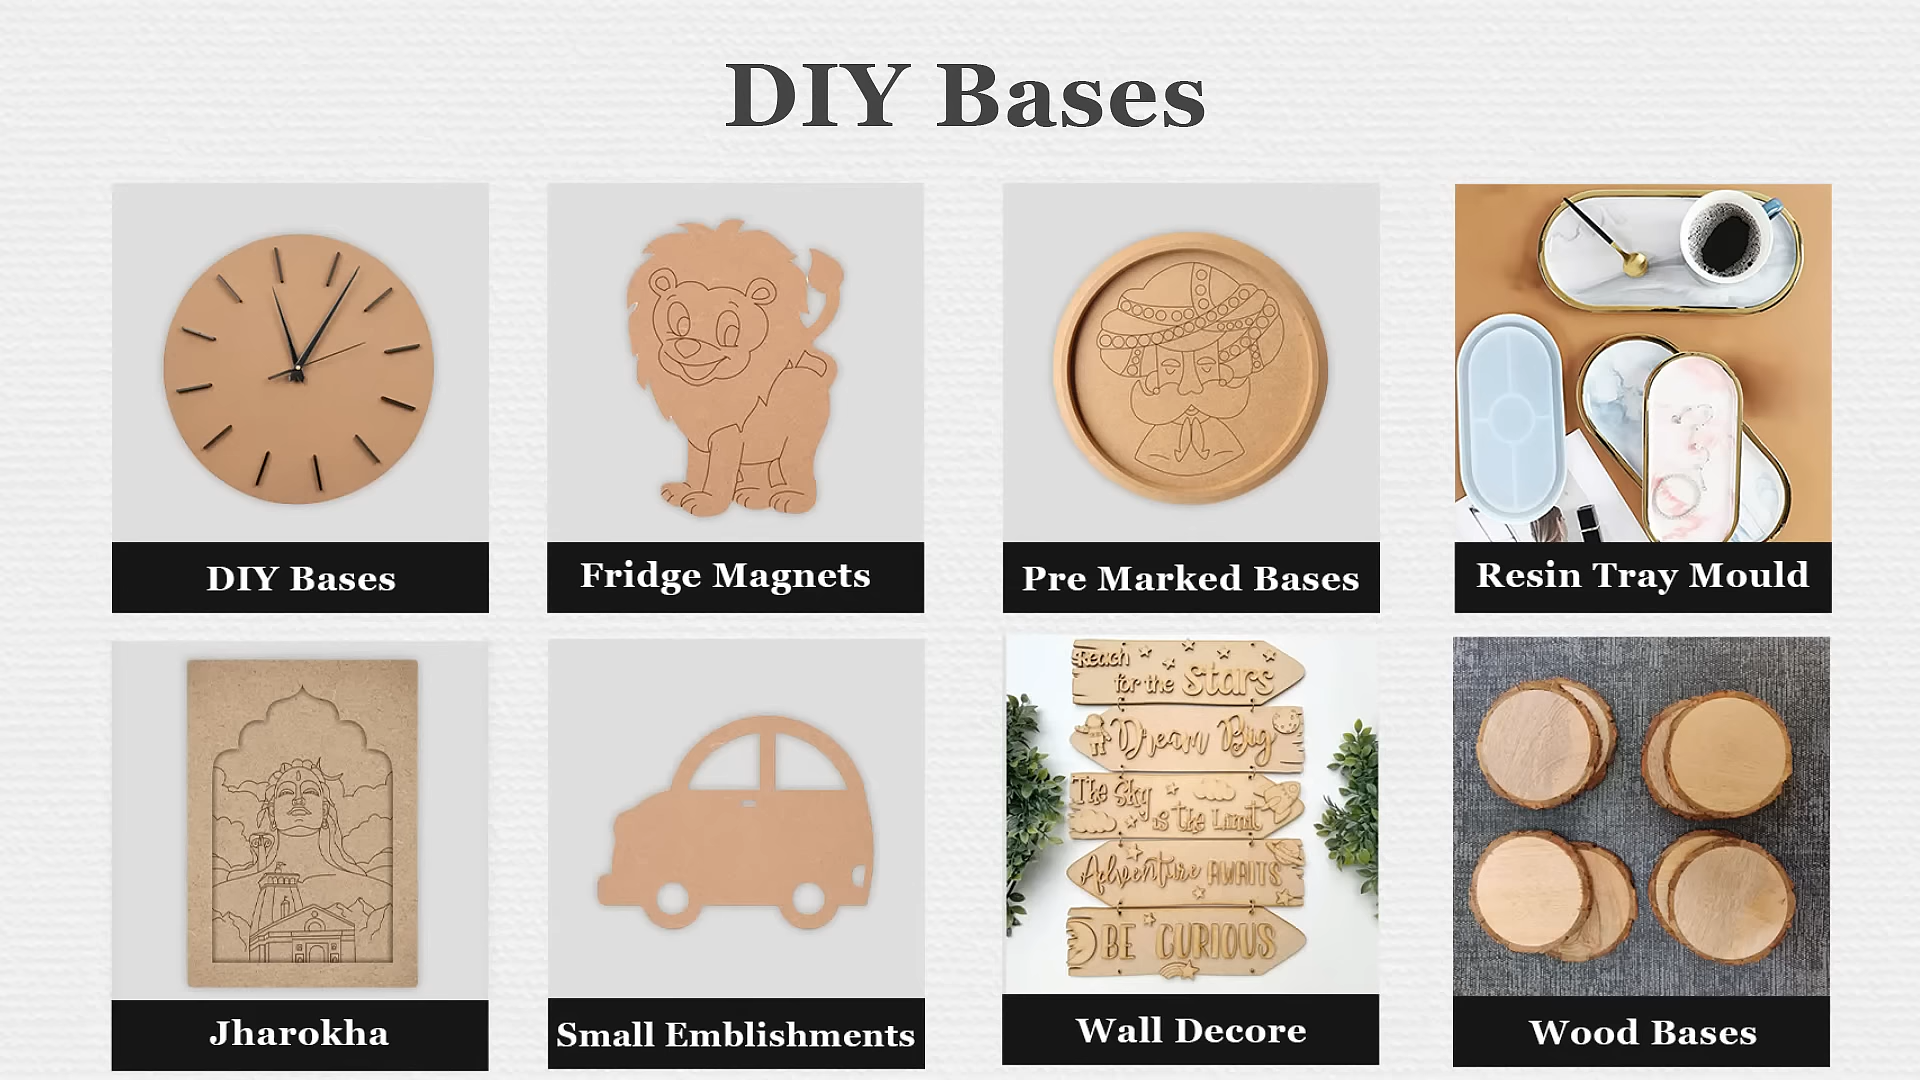 DIY Bases
DIY Bases
Fridge Magnets
Pre Marked Bases
Resin Tray Mould
Reach
for the Stars
Dream Big
The Sky
is the Limit
Adventure AWAITS
BE CURIOUS
Jharokha
Small Emblishments
Wall Decore
Wood Bases